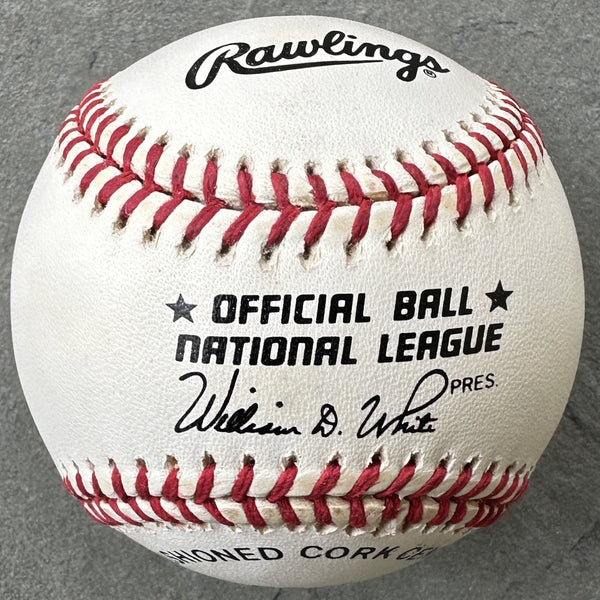 Rawlings®
★ OFFICIAL BALL ★
NATIONAL LEAGUE
William D. White PRES.
CORK